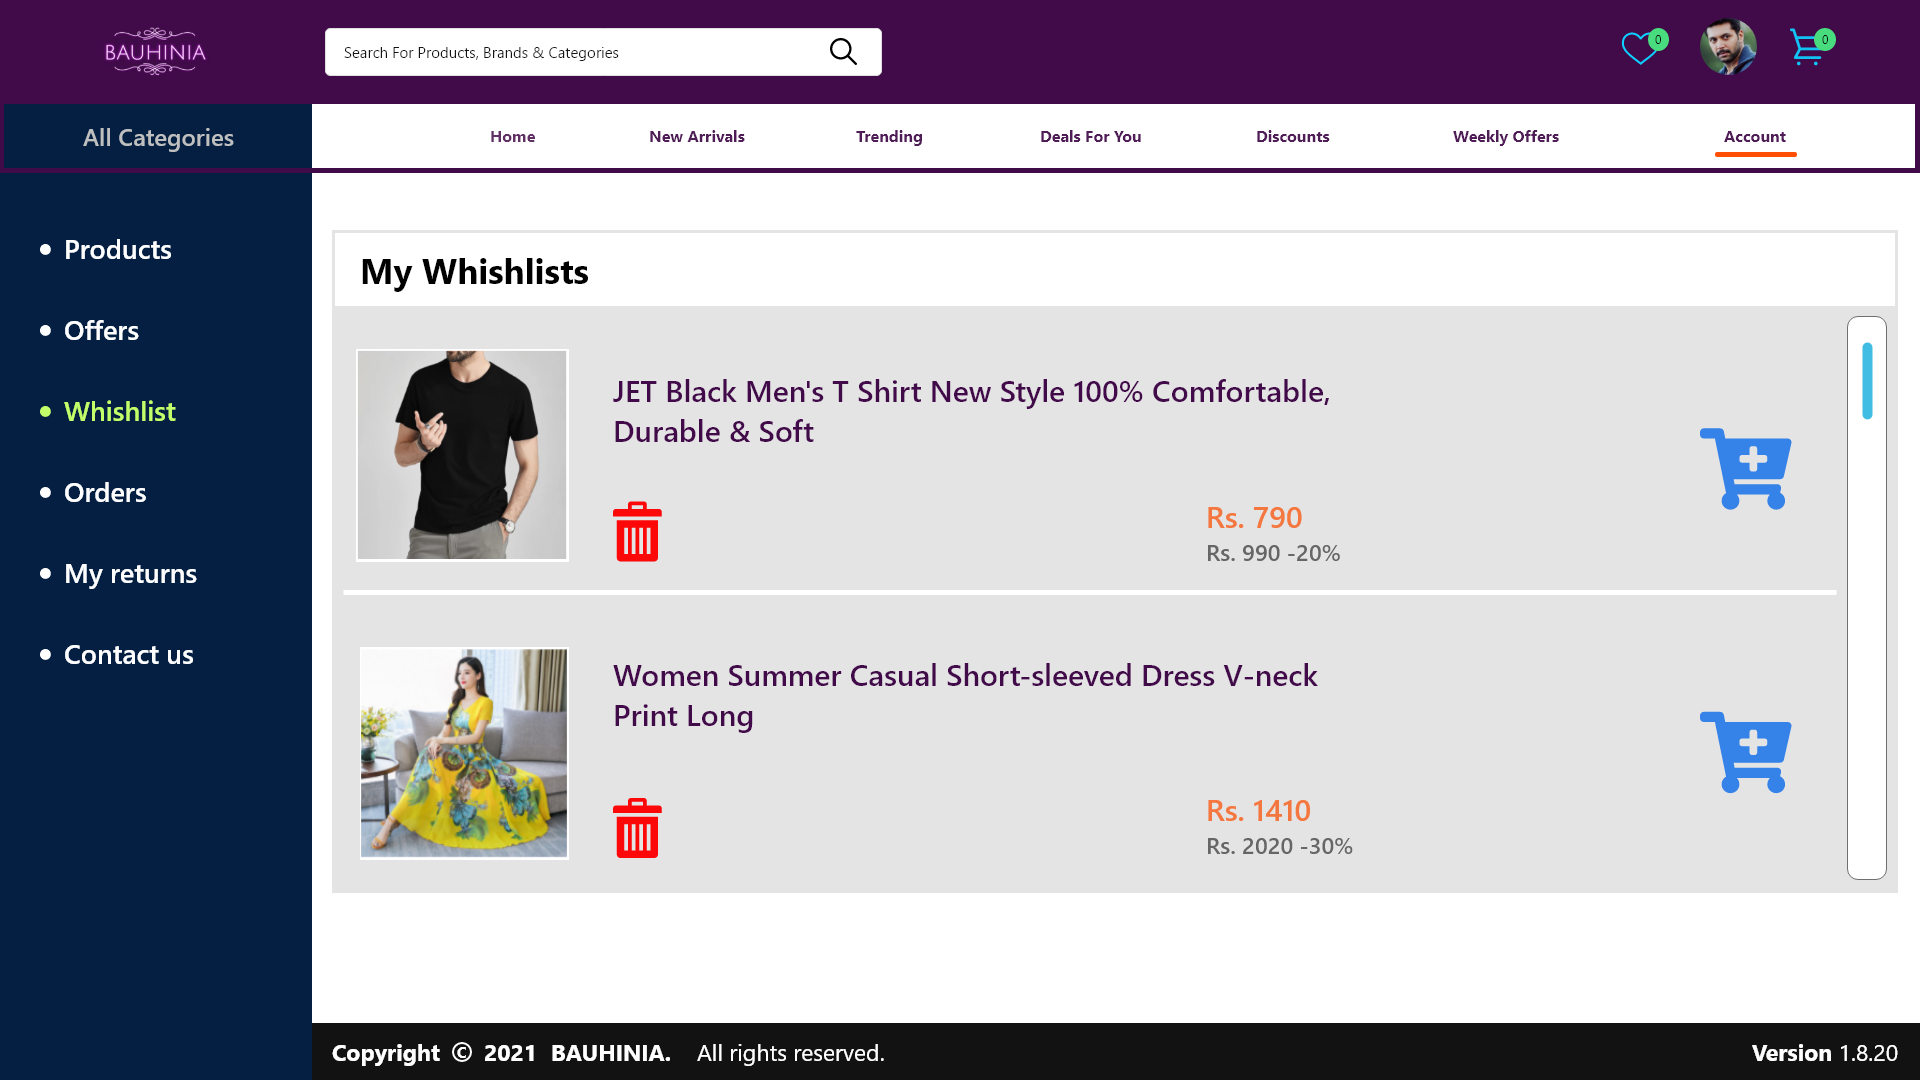 BAUHINIA
Search For Products, Brands & Categories
0
0
All Categories
Home
New Arrivals
Trending
Deals For You
Discounts
Weekly Offers
Account
Products
Offers
Whishlist
Orders
My returns
Contact us
My Whishlists
JET Black Men's T Shirt New Style 100% Comfortable,
Durable & Soft
Rs. 790
Rs. 990 -20%
Women Summer Casual Short-sleeved Dress V-neck
Print Long
Rs. 1410
Rs. 2020 -30%
Copyright © 2021 BAUHINIA. All rights reserved.
Version 1.8.20